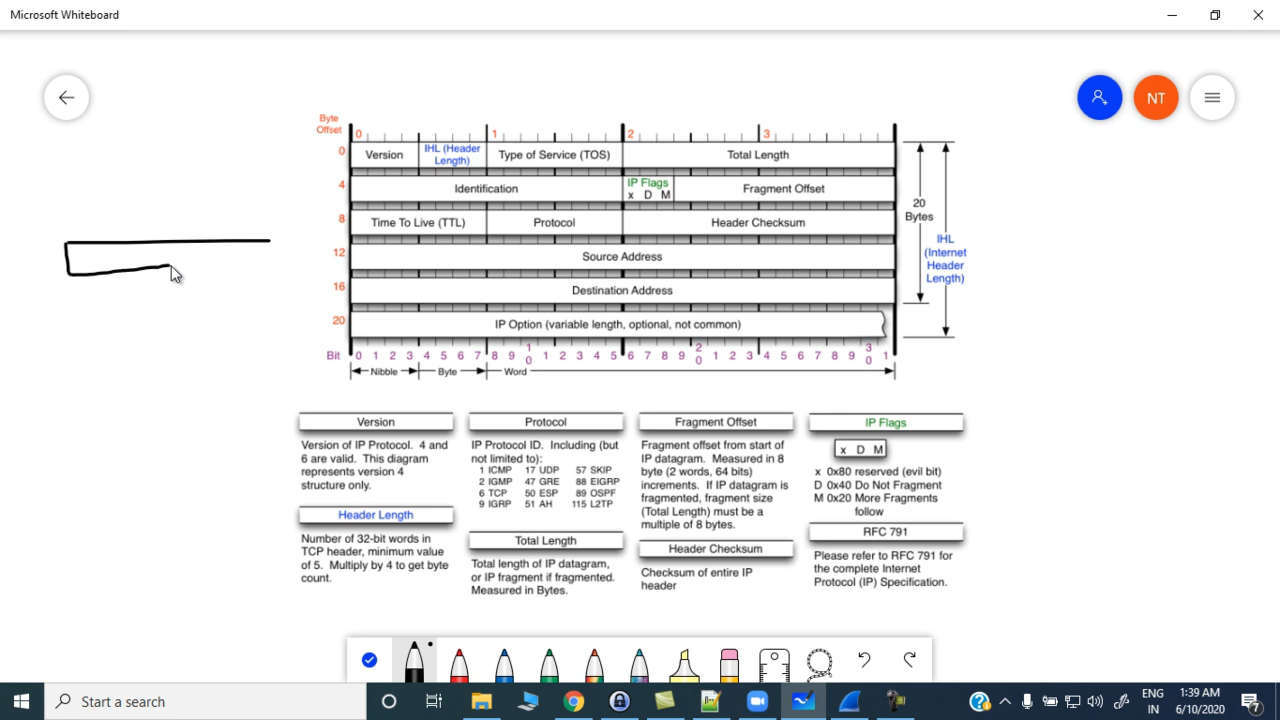 Microsoft Whiteboard
NT
Byte
Offset
0 1 2 3
0 Version IHL (Header Length) Type of Service (TOS) Total Length
4 Identification IP Flags x D M Fragment Offset
8 Time To Live (TTL) Protocol Header Checksum
12 Source Address
16 Destination Address
20 IP Option (variable length, optional, not common)
20
Bytes
IHL
(Internet
Header
Length)
Bit 0 1 2 3 4 5 6 7 8 9 10 1 2 3 4 5 6 7 8 9 20 1 2 3 4 5 6 7 8 9 30 1
Nibble Byte Word
Version
Version of IP Protocol. 4 and
6 are valid. This diagram
represents version 4
structure only.
Header Length
Number of 32-bit words in
TCP header, minimum value
of 5. Multiply by 4 to get byte
count.
Protocol
IP Protocol ID. Including (but
not limited to):
1 ICMP 17 UDP 57 SKIP
2 IGMP 47 GRE 88 EIGRP
6 TCP 50 ESP 89 OSPF
9 IGRP 51 AH 115 L2TP
Total Length
Total length of IP datagram,
or IP fragment if fragmented.
Measured in Bytes.
Fragment Offset
Fragment offset from start of
IP datagram. Measured in 8
byte (2 words, 64 bits)
increments. If IP datagram is
fragmented, fragment size
(Total Length) must be a
multiple of 8 bytes.
Header Checksum
Checksum of entire IP
header
IP Flags
x D M
x 0x80 reserved (evil bit)
D 0x40 Do Not Fragment
M 0x20 More Fragments
follow
RFC 791
Please refer to RFC 791 for
the complete Internet
Protocol (IP) Specification.
Start a search
ENG
IN
1:39 AM
6/10/2020
7